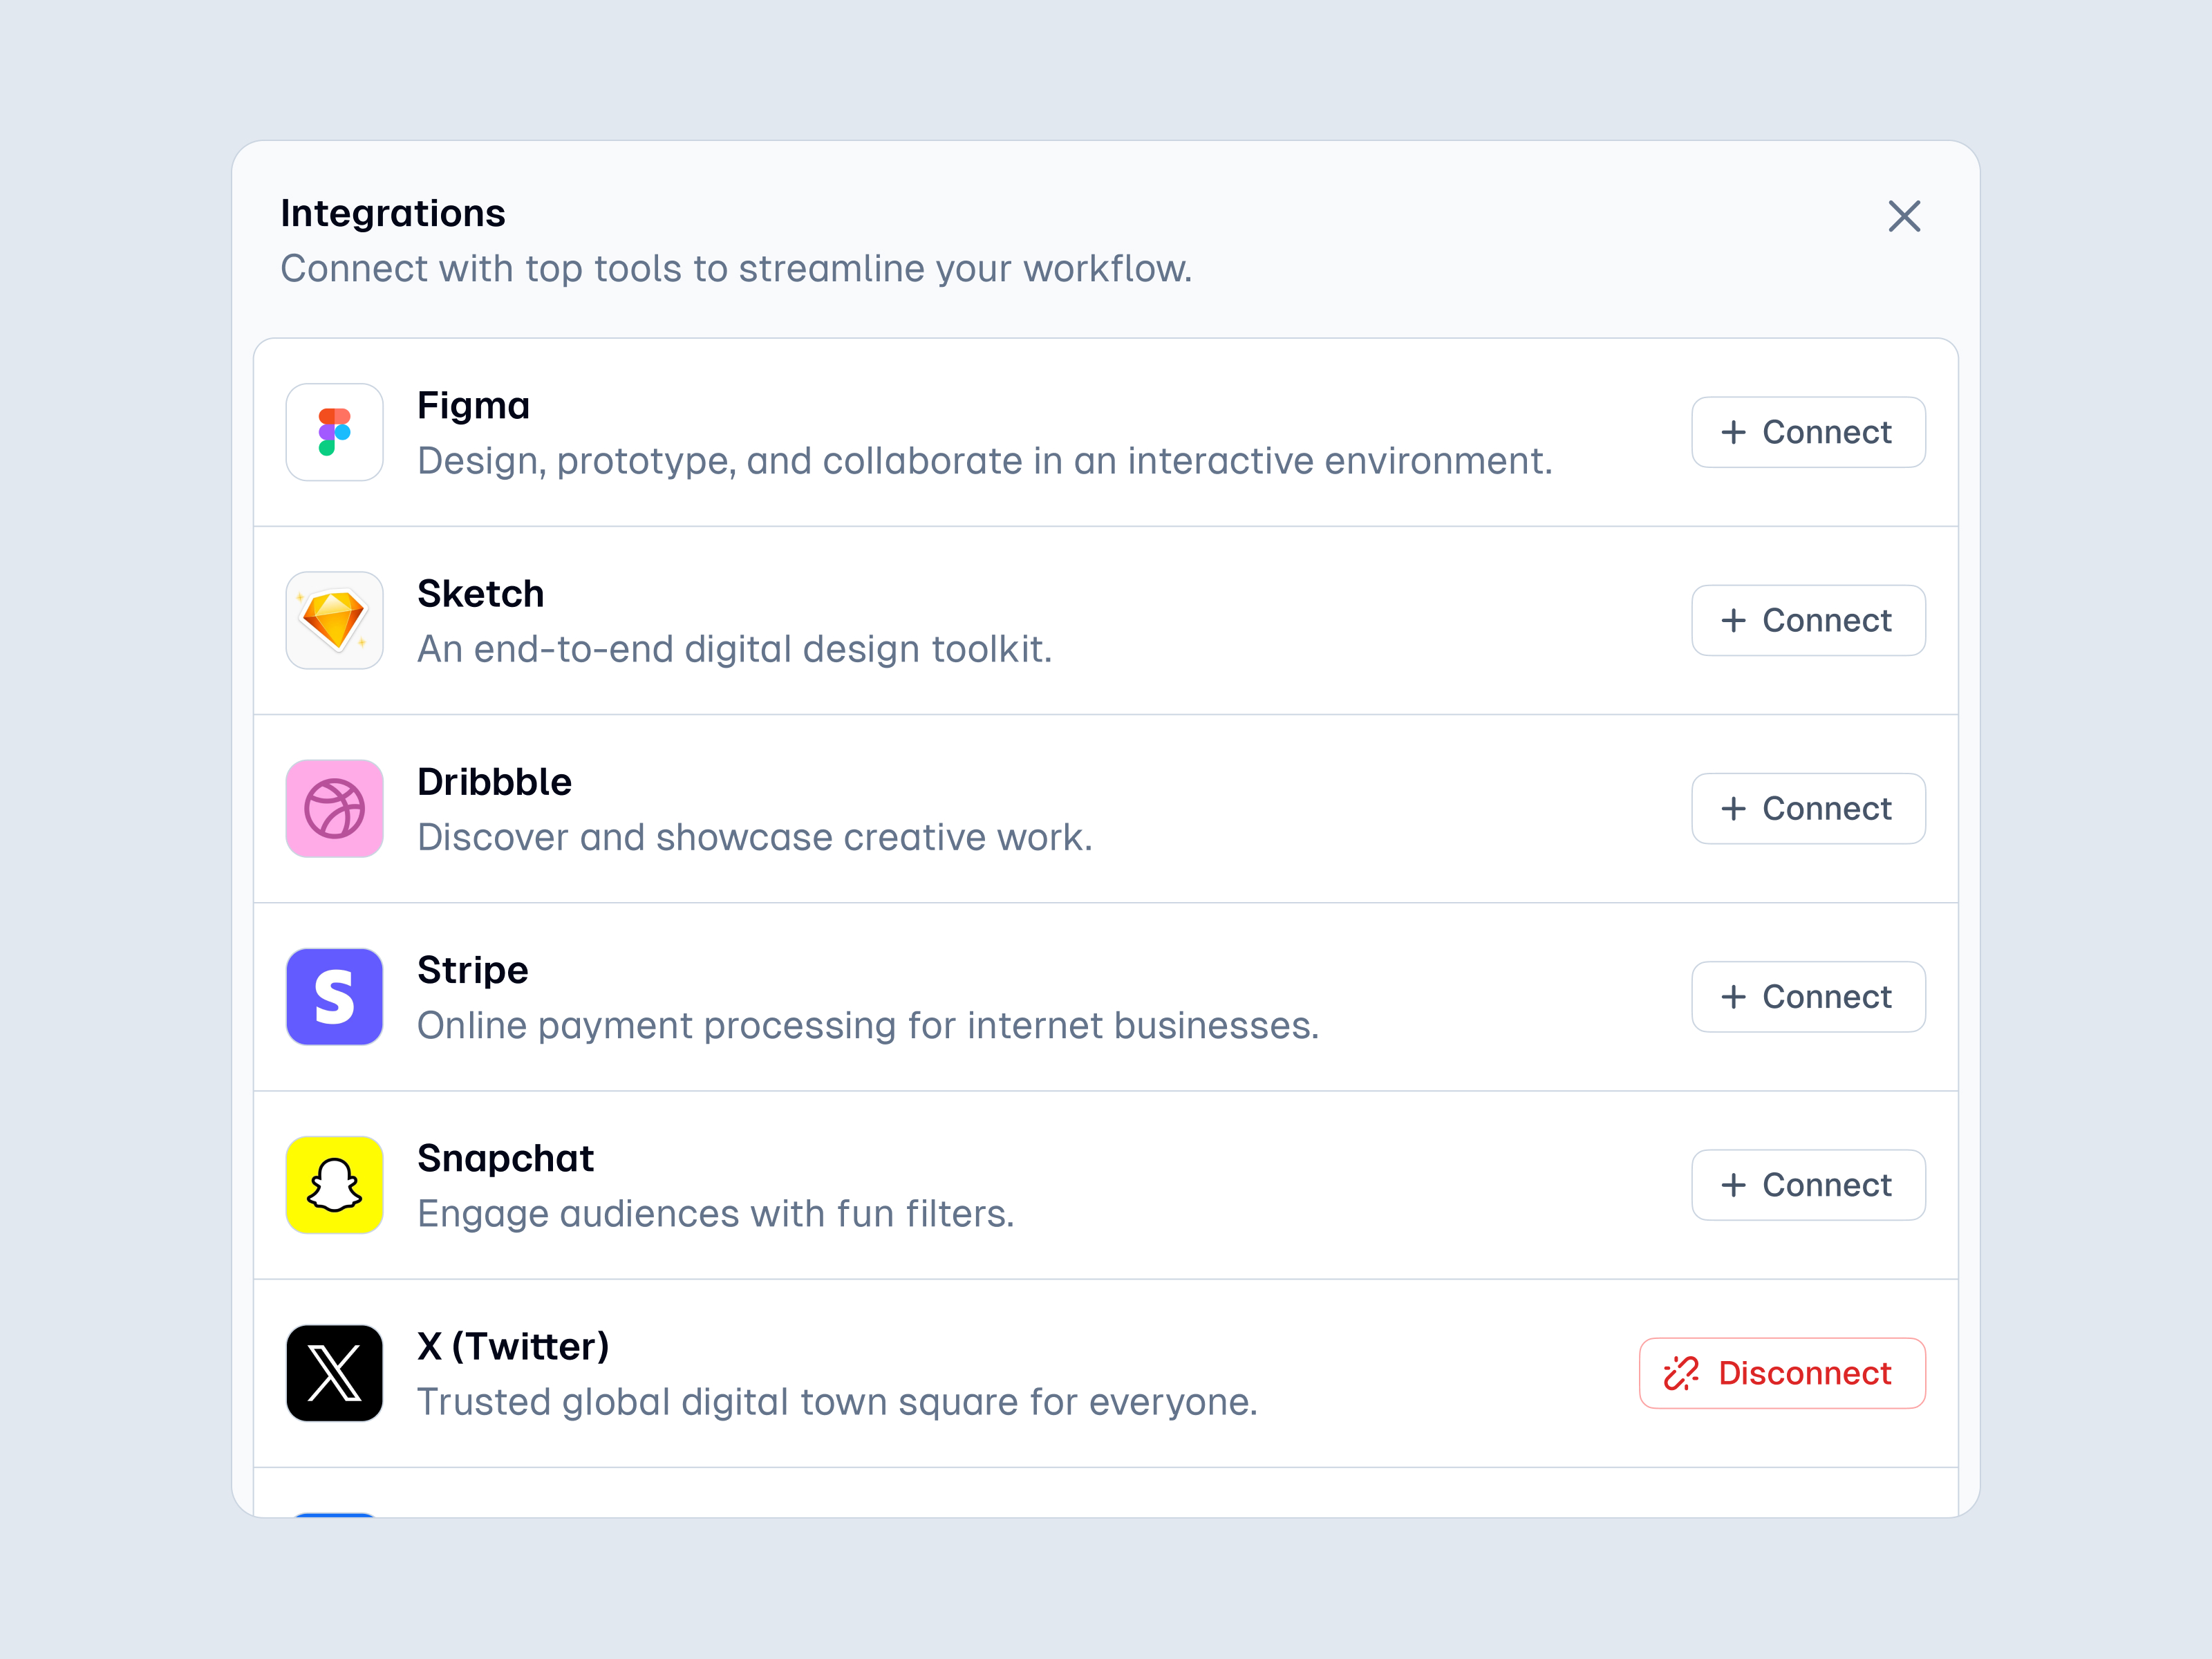 Integrations
Connect with top tools to streamline your workflow.
Figma
Design, prototype, and collaborate in an interactive environment.
+ Connect
Sketch
An end-to-end digital design toolkit.
+ Connect
Dribbble
Discover and showcase creative work.
+ Connect
Stripe
Online payment processing for internet businesses.
+ Connect
Snapchat
Engage audiences with fun filters.
+ Connect
X (Twitter)
Trusted global digital town square for everyone.
Disconnect